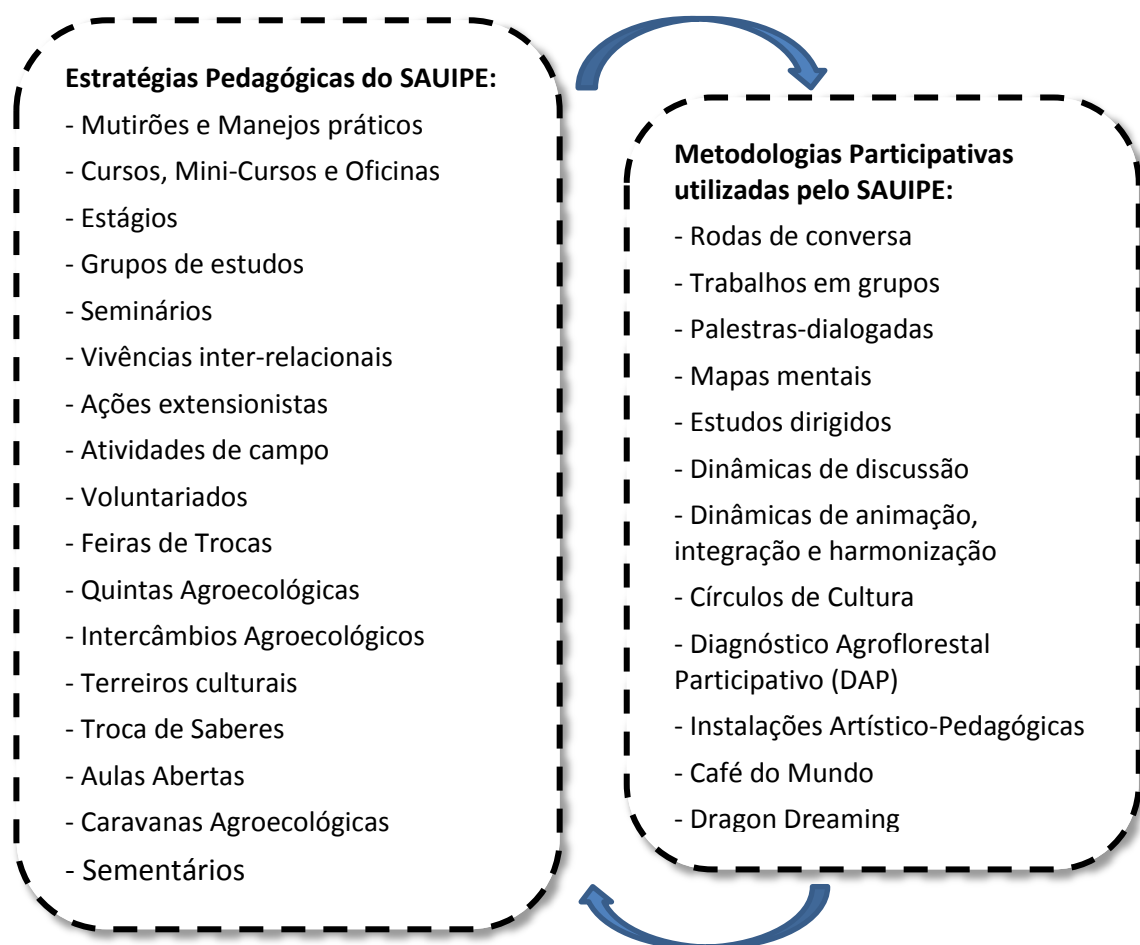 Estratégias Pedagógicas do SAUIPE:
- Mutirões e Manejos práticos
- Cursos, Mini-Cursos e Oficinas
- Estágios
- Grupos de estudos
- Seminários
- Vivências inter-relacionais
- Ações extensionistas
- Atividades de campo
- Voluntariados
- Feiras de Trocas
- Quintas Agroecológicas
- Intercâmbios Agroecológicos
- Terreiros culturais
- Troca de Saberes
- Aulas Abertas
- Caravanas Agroecológicas
- Sementários
Metodologias Participativas
utilizadas pelo SAUIPE:
- Rodas de conversa
- Trabalhos em grupos
- Palestras-dialogadas
- Mapas mentais
- Estudos dirigidos
- Dinâmicas de discussão
- Dinâmicas de animação,
integração e harmonização
- Círculos de Cultura
- Diagnóstico Agroflorestal
Participativo (DAP)
- Instalações Artístico-Pedagógicas
- Café do Mundo
- Dragon Dreaming